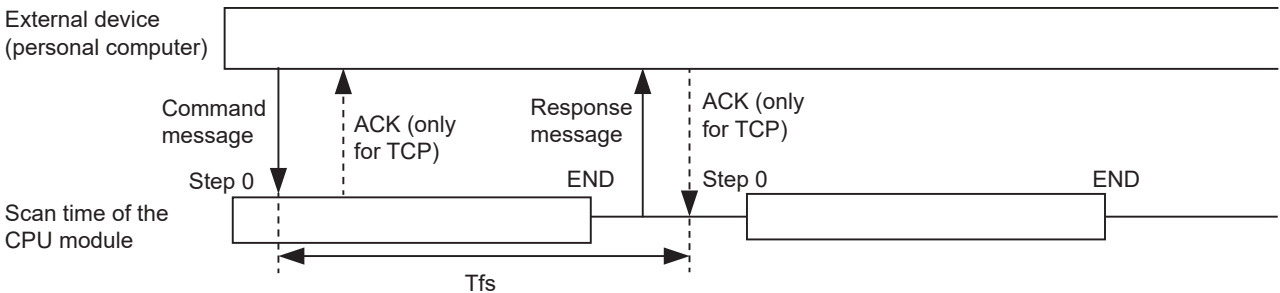 External device
(personal computer)
Command
message
ACK (only
for TCP)
Response
message
ACK (only
for TCP)
Step 0
END
Step 0
END
Scan time of the
CPU module
Tfs